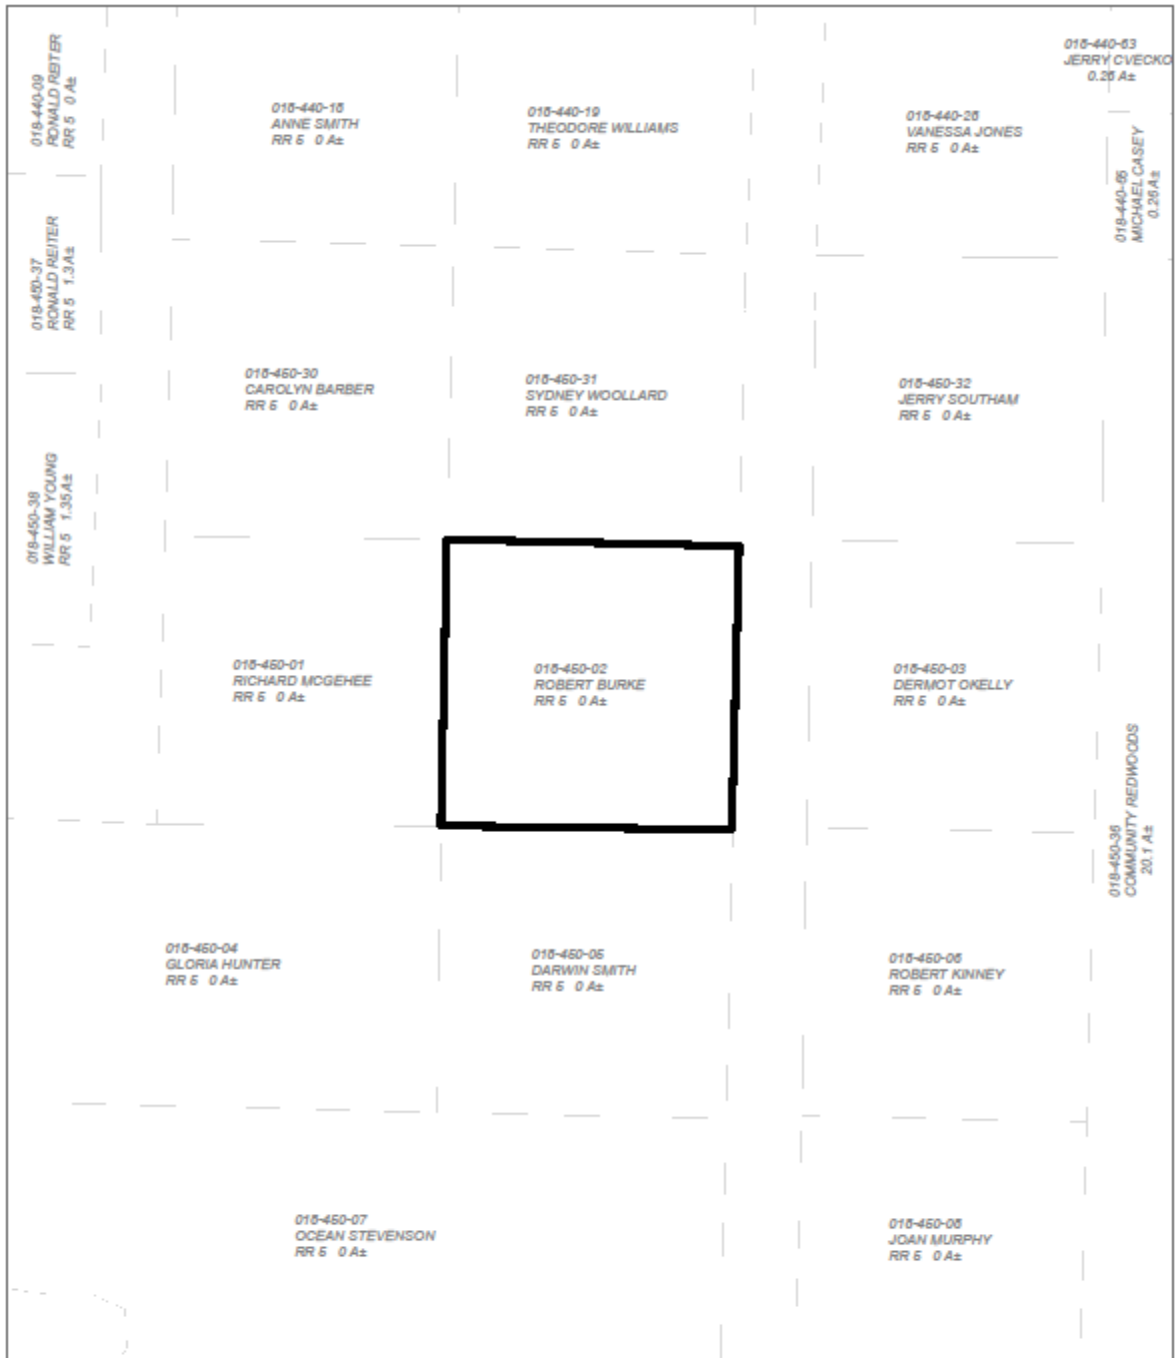 018-440-09
RONALD REITER
RR 5 0 A±
018-440-18
ANNE SMITH
RR 5 0 A±
018-440-19
THEODORE WILLIAMS
RR 5 0 A±
018-440-28
VANESSA JONES
RR 5 0 A±
018-440-63
JERRY CVECKO
0.26 A±
018-440-65
MICHAEL CASEY
0.26 A±
018-450-37
RONALD REITER
RR 5 1.3 A±
018-450-30
CAROLYN BARBER
RR 5 0 A±
018-450-31
SYDNEY WOOLLARD
RR 5 0 A±
018-450-32
JERRY SOUTHAM
RR 5 0 A±
018-450-38
WILLIAM YOUNG
RR 5 1.35 A±
018-450-01
RICHARD MCGEHEE
RR 5 0 A±
018-450-02
ROBERT BURKE
RR 5 0 A±
018-450-03
DERMOT OKELLY
RR 5 0 A±
018-450-36
COMMUNITY REDWOODS
20.1 A±
018-450-04
GLORIA HUNTER
RR 5 0 A±
018-450-05
DARWIN SMITH
RR 5 0 A±
018-450-06
ROBERT KINNEY
RR 5 0 A±
018-450-07
OCEAN STEVENSON
RR 5 0 A±
018-450-08
JOAN MURPHY
RR 5 0 A±